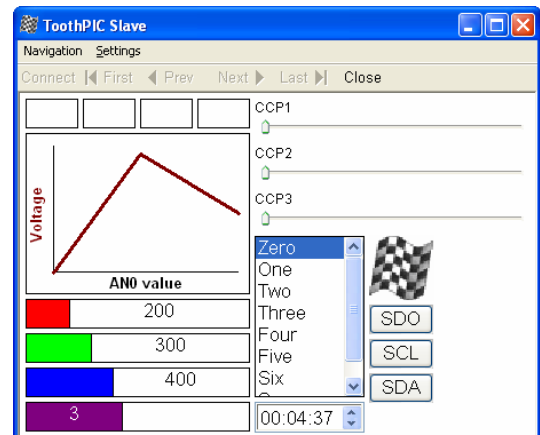 ToothPIC Slave
Navigation Settings
Connect First Prev Next Last Close
CCP1
CCP2
CCP3
Voltage
AN0 value
Zero
One
Two
Three
Four
Five
Six
200
300
400
3
SDO
SCL
SDA
00:04:37